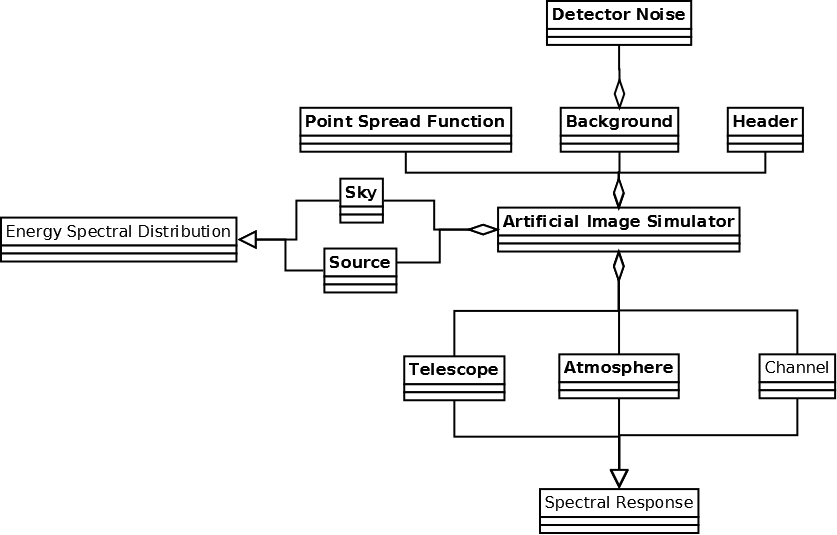 Detector Noise
Point Spread Function
Background
Header
Sky
Artificial Image Simulator
Energy Spectral Distribution
Source
Telescope
Atmosphere
Channel
Spectral Response